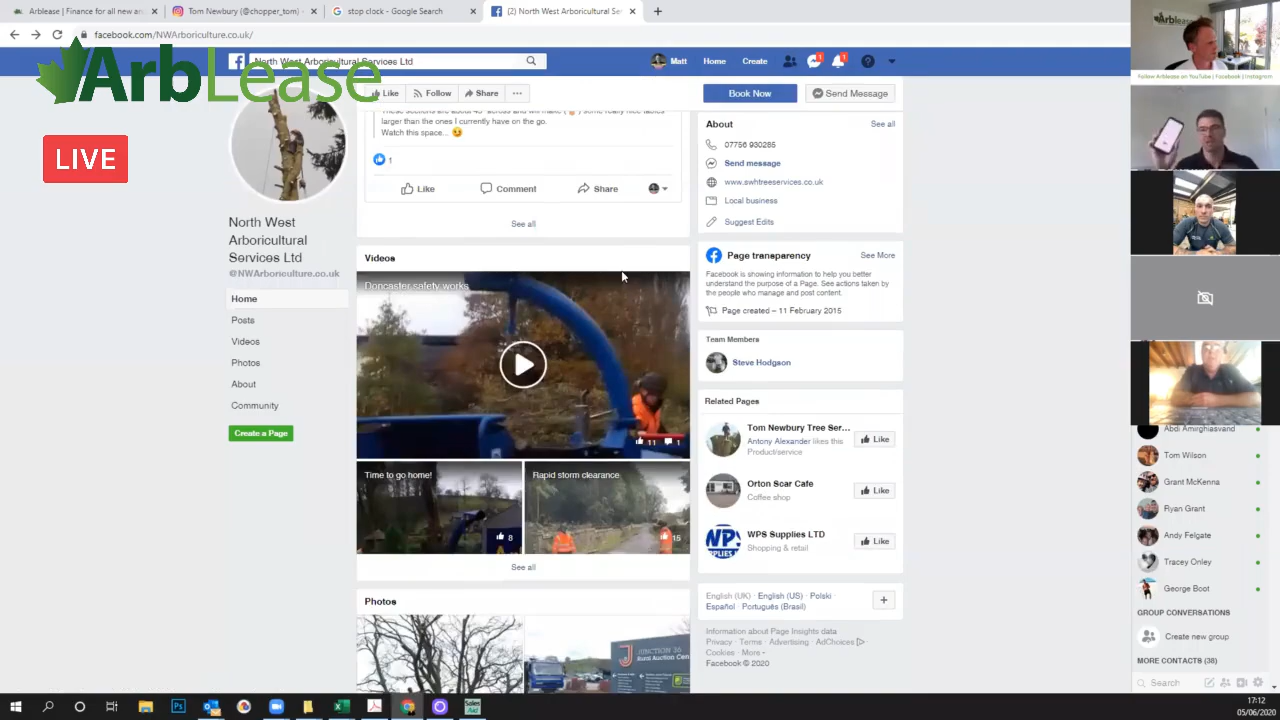 Arblease | Finance for all new ar
Tom Newbury (@chopper_tom)
stop clock - Google Search
(2) North West Arboricultural Se
facebook.com/NWArboriculture.co.uk/
North West Arboricultural Services Ltd
Matt
Home
Create
ArbLease
LIVE
Like
Follow
Share
Book Now
Send Message
larger than the ones I currently have on the go.
Watch this space...
1
Like
Comment
Share
See all
North West
Arboricultural
Services Ltd
@NWArboriculture.co.uk
Home
Posts
Videos
Photos
About
Community
Create a Page
Videos
Doncaster safety works
11
1
Time to go home!
8
Rapid storm clearance
15
See all
Photos
JUNCTION 36
Rural Auction Cen
About
See all
07756 930285
Send message
www.swhtreeservices.co.uk
Local business
Suggest Edits
Page transparency
See More
Facebook is showing information to help you better
understand the purpose of a Page. See actions taken by
the people who manage and post content.
Page created – 11 February 2015
Team Members
Steve Hodgson
Related Pages
Tom Newbury Tree Ser...
Antony Alexander likes this
Product/service
Like
Orton Scar Cafe
Coffee shop
Like
WPS Supplies LTD
Shopping & retail
Like
English (UK) · English (US) · Polski ·
Español · Português (Brasil)
Information about Page Insights data
Privacy · Terms · Advertising · AdChoices
Cookies · More
Facebook © 2020
Follow Arblease on YouTube | Facebook | Instagram
Abdi Amirghiasvand
Tom Wilson
Grant McKenna
Ryan Grant
Andy Felgate
Tracey Onley
George Boot
GROUP CONVERSATIONS
Create new group
MORE CONTACTS (38)
Search
17:12
05/06/2020